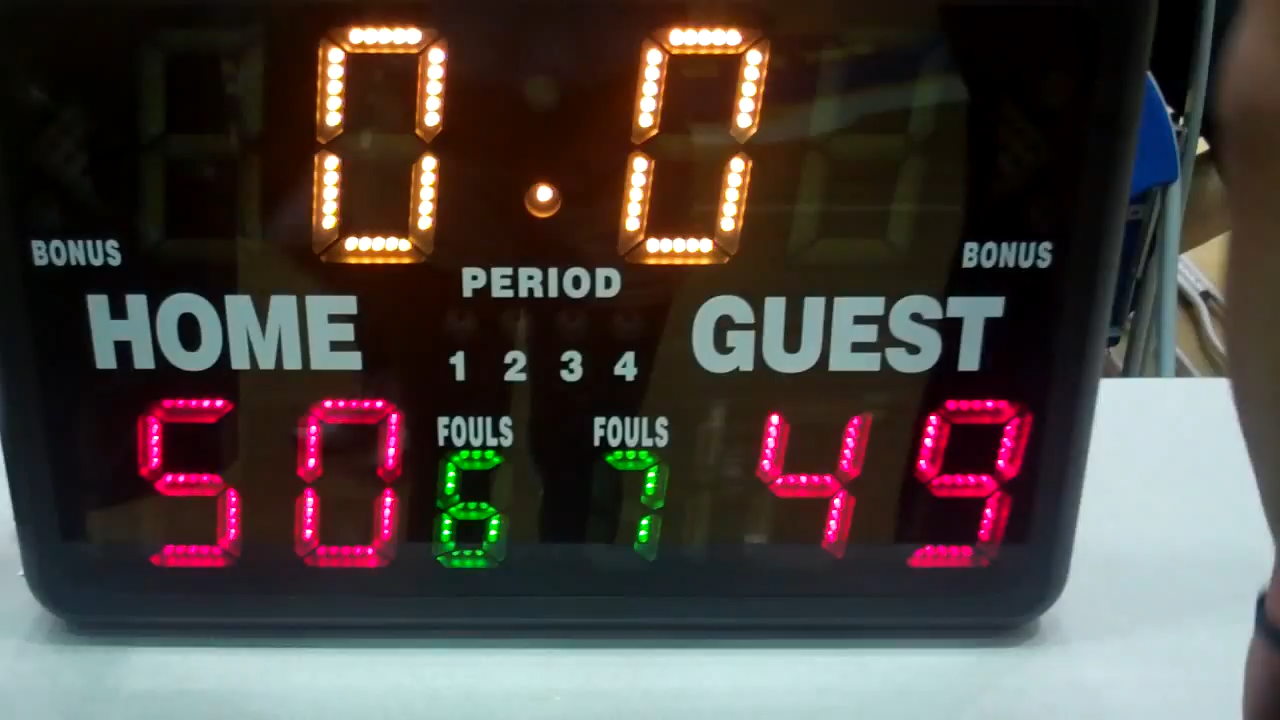 0.0
BONUS BONUS
PERIOD
HOME GUEST
1 2 3 4
FOULS FOULS
50 6 7 49